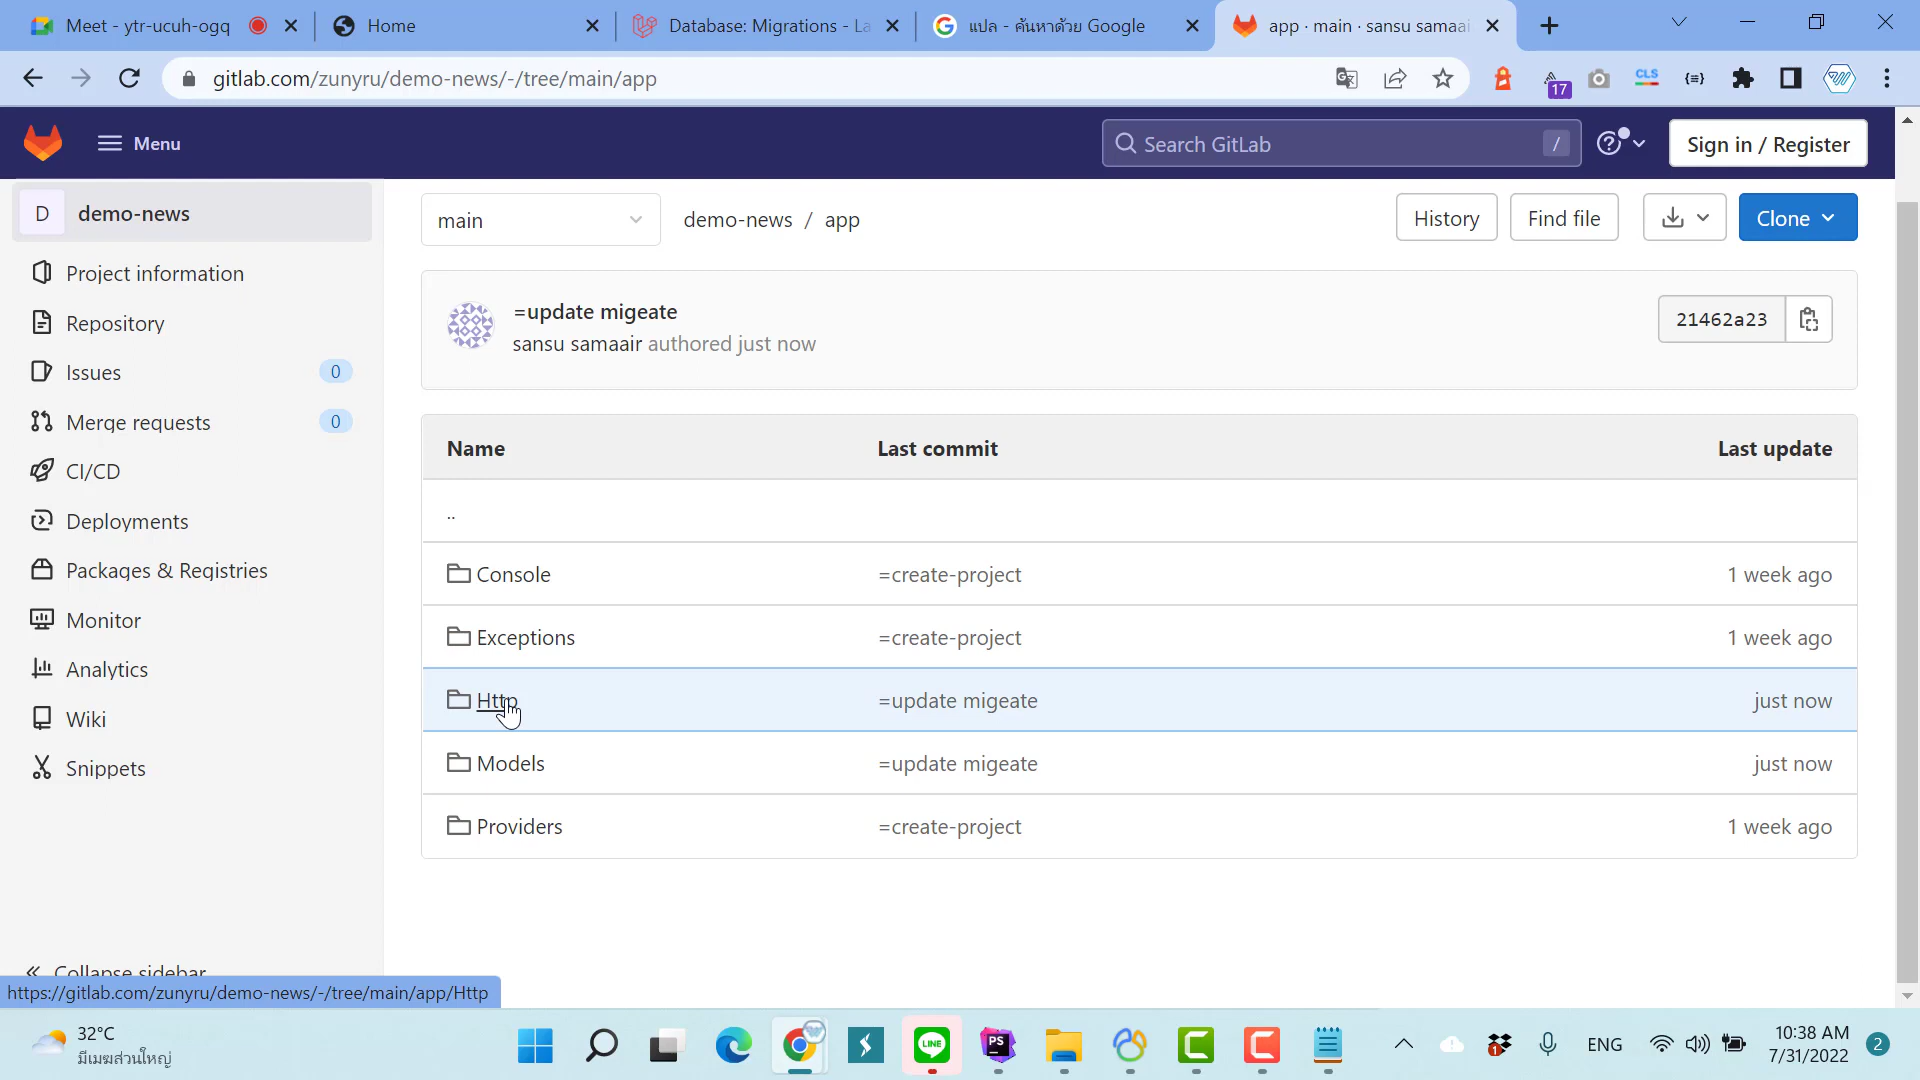 Meet - ytr-ucuh-ogq
Home
Database: Migrations - La
แปล - ค้นหาด้วย Google
app · main · sansu samaai
gitlab.com/zunyru/demo-news/-/tree/main/app
17
CLS
Menu
Search GitLab
/
Sign in / Register
D
demo-news
main
demo-news / app
History
Find file
Clone
Project information
Repository
Issues
0
Merge requests
0
CI/CD
Deployments
Packages & Registries
Monitor
Analytics
Wiki
Snippets
Collapse sidebar
=update migeate
sansu samaair authored just now
21462a23
Name
Last commit
Last update
..
Console
=create-project
1 week ago
Exceptions
=create-project
1 week ago
Http
=update migeate
just now
Models
=update migeate
just now
Providers
=create-project
1 week ago
https://gitlab.com/zunyru/demo-news/-/tree/main/app/Http
32°C
มีเมฆส่วนใหญ่
LINE
PS
1
ENG
10:38 AM
7/31/2022
2